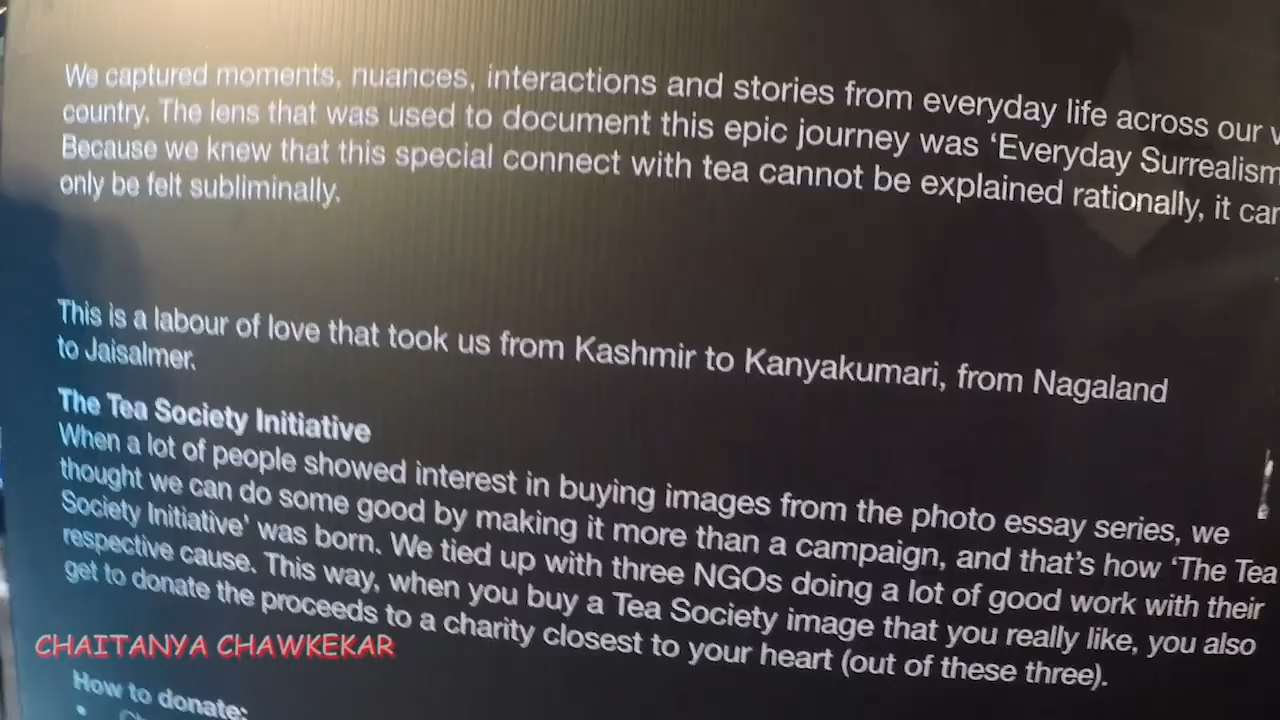 We captured moments, nuances, interactions and stories from everyday life across our
country. The lens that was used to document this epic journey was ‘Everyday Surrealism
Because we knew that this special connect with tea cannot be explained rationally, it can
only be felt subliminally.
This is a labour of love that took us from Kashmir to Kanyakumari, from Nagaland
to Jaisalmer.
The Tea Society Initiative
When a lot of people showed interest in buying images from the photo essay series, we
thought we can do some good by making it more than a campaign, and that’s how ‘The Tea
Society Initiative’ was born. We tied up with three NGOs doing a lot of good work with their
respective cause. This way, when you buy a Tea Society image that you really like, you also
get to donate the proceeds to a charity closest to your heart (out of these three).
CHAITANYA CHAWKEKAR
How to donate: